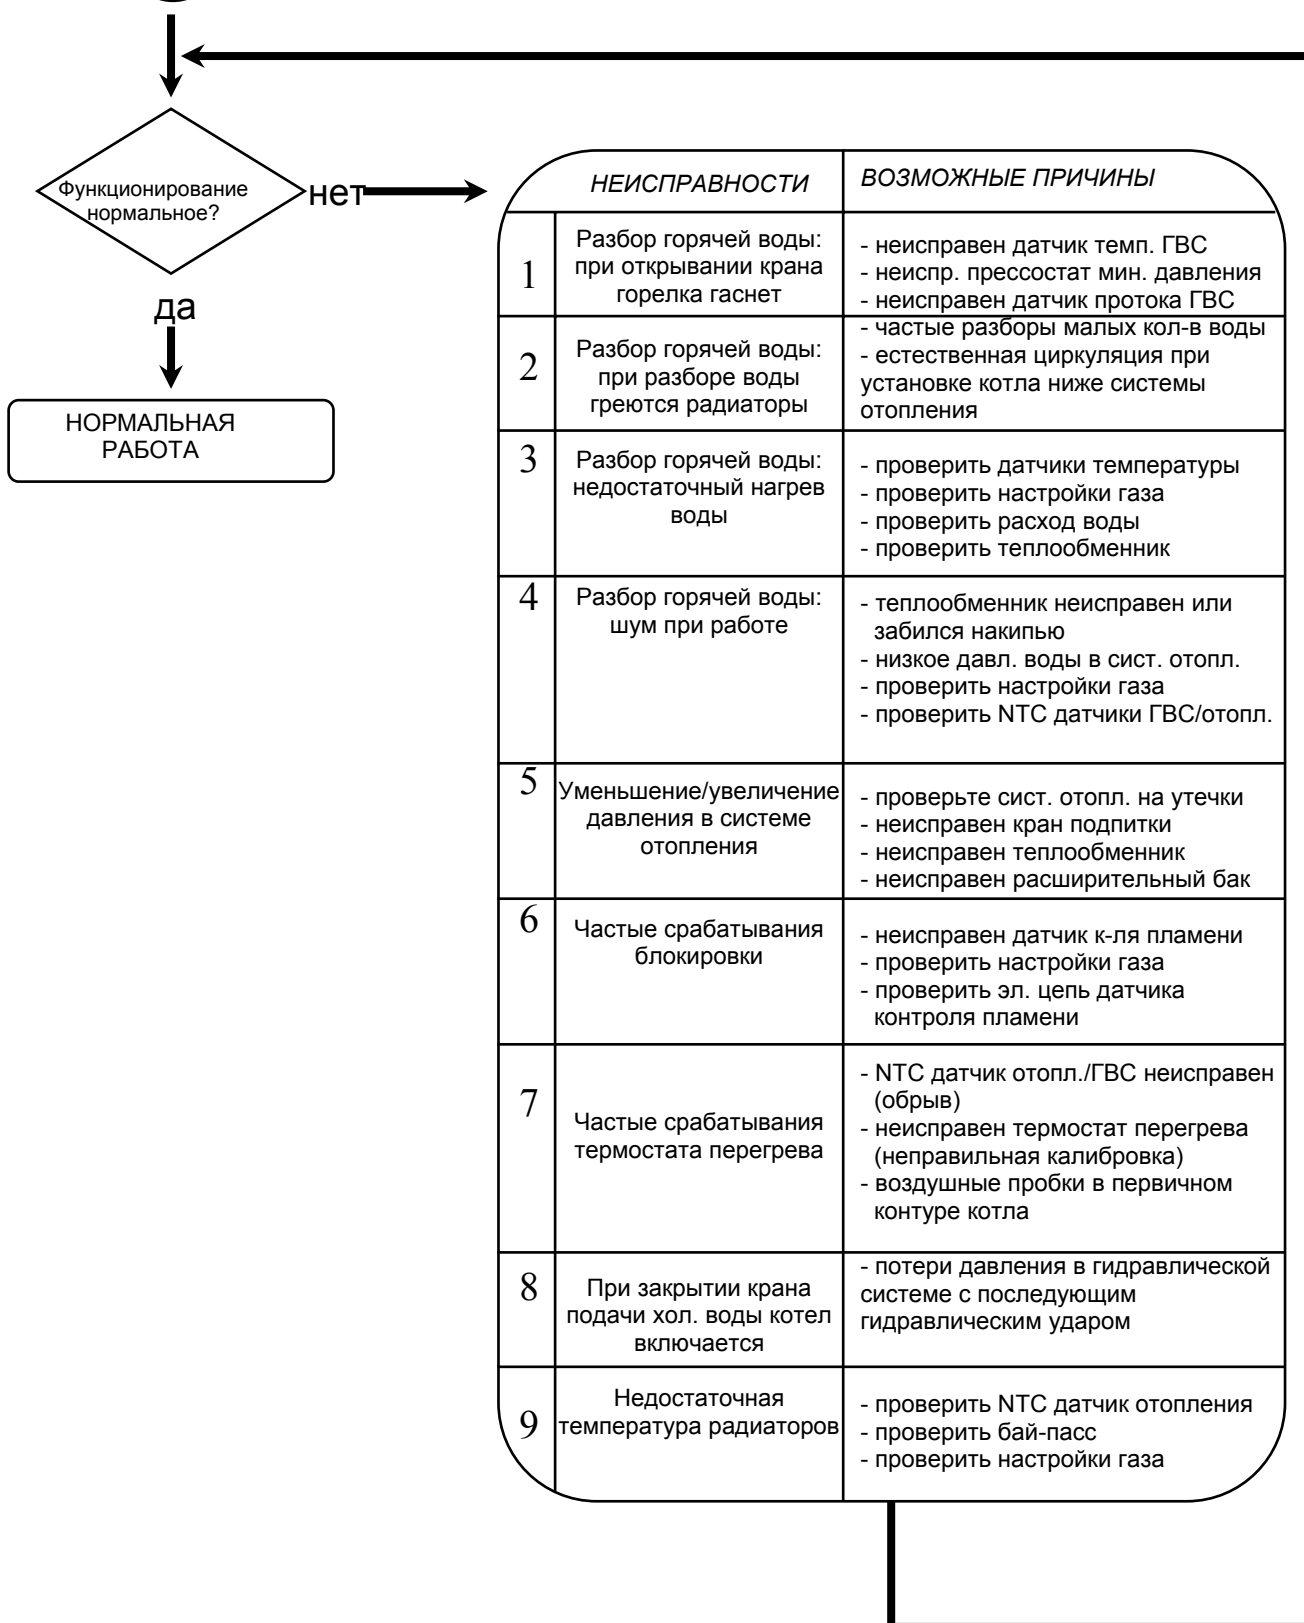 Функционирование
нормальное?
нет
да
НОРМАЛЬНАЯ
РАБОТА
НЕИСПРАВНОСТИ
ВОЗМОЖНЫЕ ПРИЧИНЫ
1
Разбор горячей воды:
при открывании крана
горелка гаснет
- неисправен датчик темп. ГВС
- неиспр. прессостат мин. давления
- неисправен датчик протока ГВС
2
Разбор горячей воды:
при разборе воды
греются радиаторы
- частые разборы малых кол-в воды
- естественная циркуляция при
установке котла ниже системы
отопления
3
Разбор горячей воды:
недостаточный нагрев
воды
- проверить датчики температуры
- проверить настройки газа
- проверить расход воды
- проверить теплообменник
4
Разбор горячей воды:
шум при работе
- теплообменник неисправен или
забился накипью
- низкое давл. воды в сист. отопл.
- проверить настройки газа
- проверить NTC датчики ГВС/отопл.
5
Уменьшение/увеличение
давления в системе
отопления
- проверьте сист. отопл. на утечки
- неисправен кран подпитки
- неисправен теплообменник
- неисправен расширительный бак
6
Частые срабатывания
блокировки
- неисправен датчик к-ля пламени
- проверить настройки газа
- проверить эл. цепь датчика
контроля пламени
7
Частые срабатывания
термостата перегрева
- NTC датчик отопл./ГВС неисправен
(обрыв)
- неисправен термостат перегрева
(неправильная калибровка)
- воздушные пробки в первичном
контуре котла
8
При закрытии крана
подачи хол. воды котел
включается
- потери давления в гидравлической
системе с последующим
гидравлическим ударом
9
Недостаточная
температура радиаторов
- проверить NTC датчик отопления
- проверить бай-пасс
- проверить настройки газа